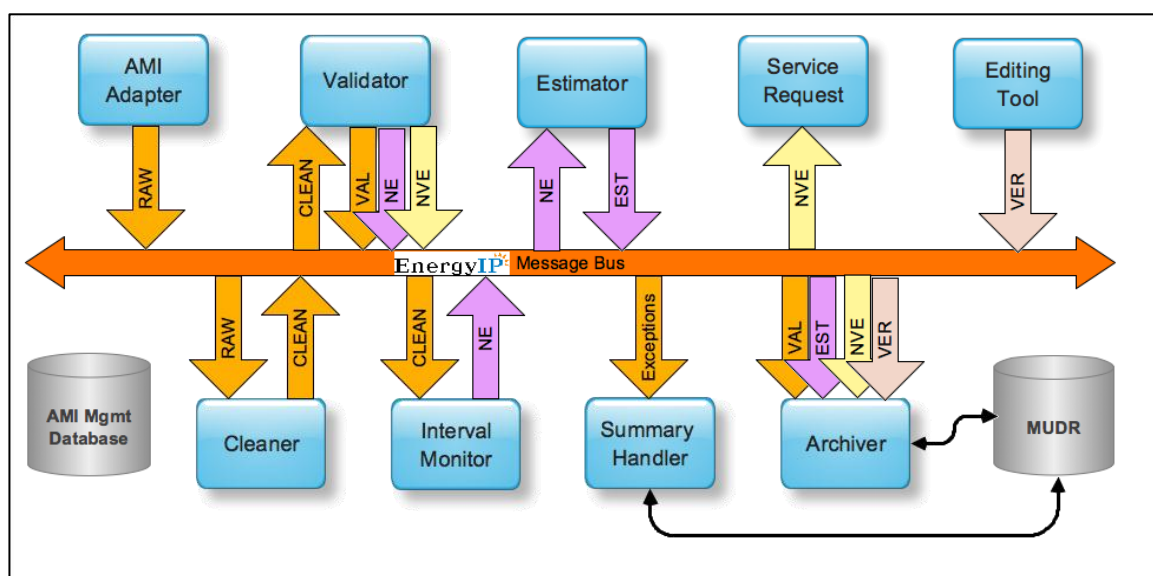 AMI
Adapter
Validator
Estimator
Service
Request
Editing
Tool
RAW
CLEAN
VAL
NE
NVE
NE
EST
NVE
VER
EnergyIP Message Bus
RAW
CLEAN
CLEAN
NE
Exceptions
VAL
EST
NVE
VER
AMI Mgmt
Database
Cleaner
Interval
Monitor
Summary
Handler
Archiver
MUDR